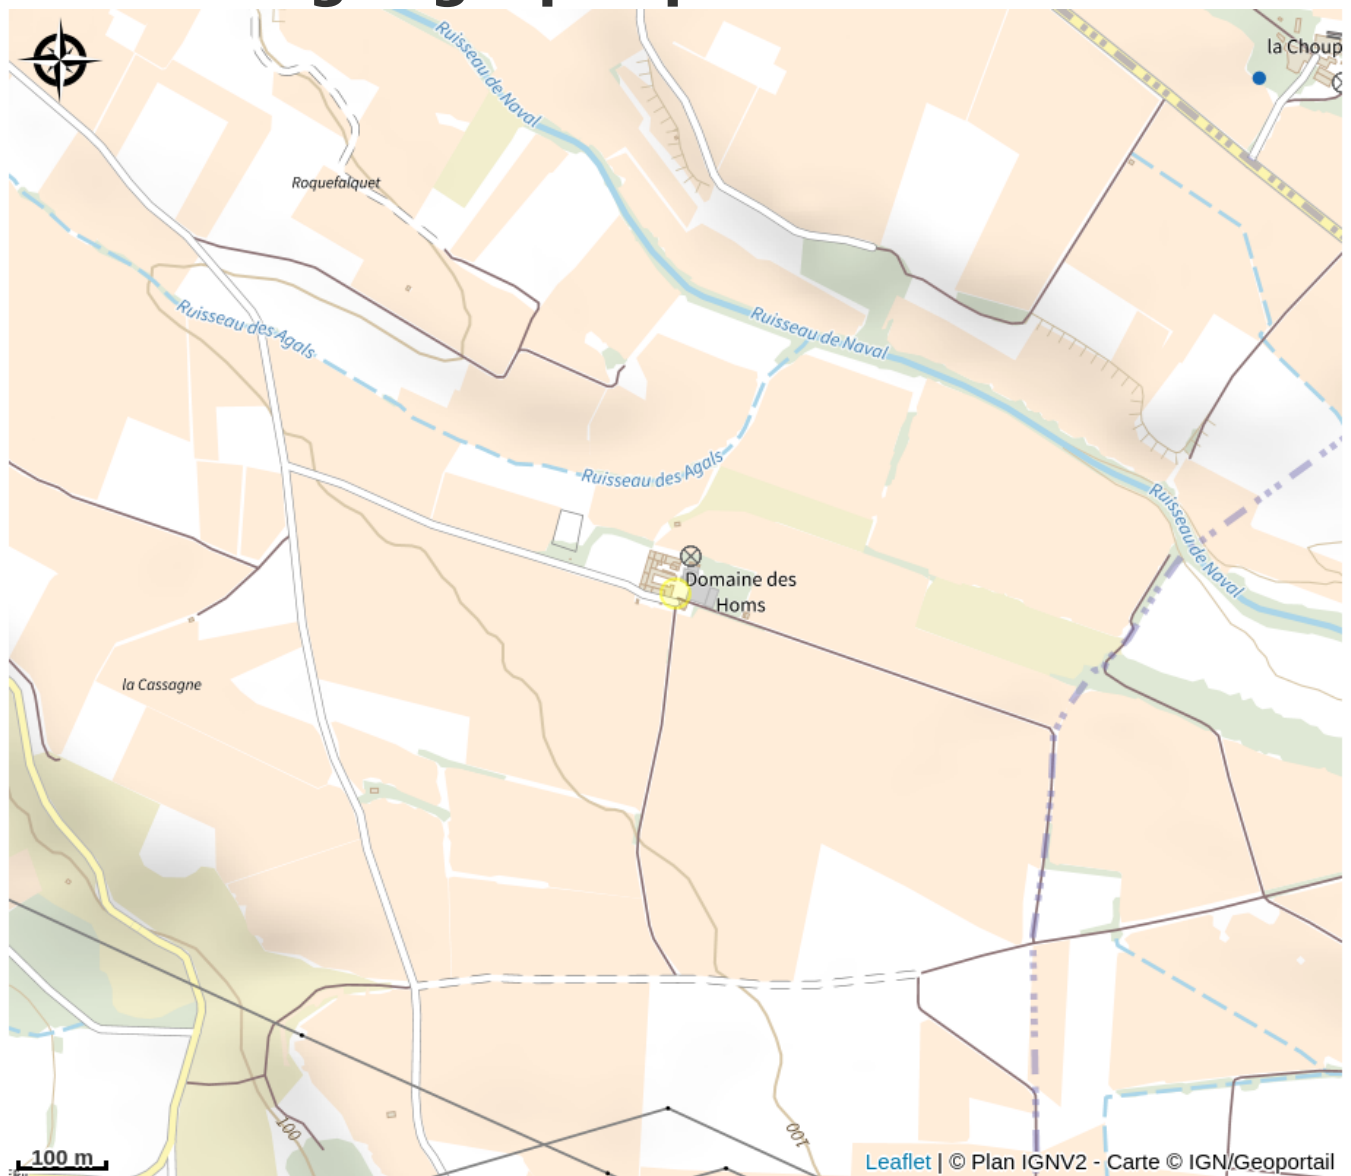 la Choup
Ruisseau de Naval
Roquefalquet
Ruisseau des Agals
Ruisseau de Naval
Ruisseau des Agals
Ruisseau de Naval
Domaine des
Homs
la Cassagne
100
100
100 m
Leaflet | © Plan IGNV2 - Carte © IGN/Geoportail